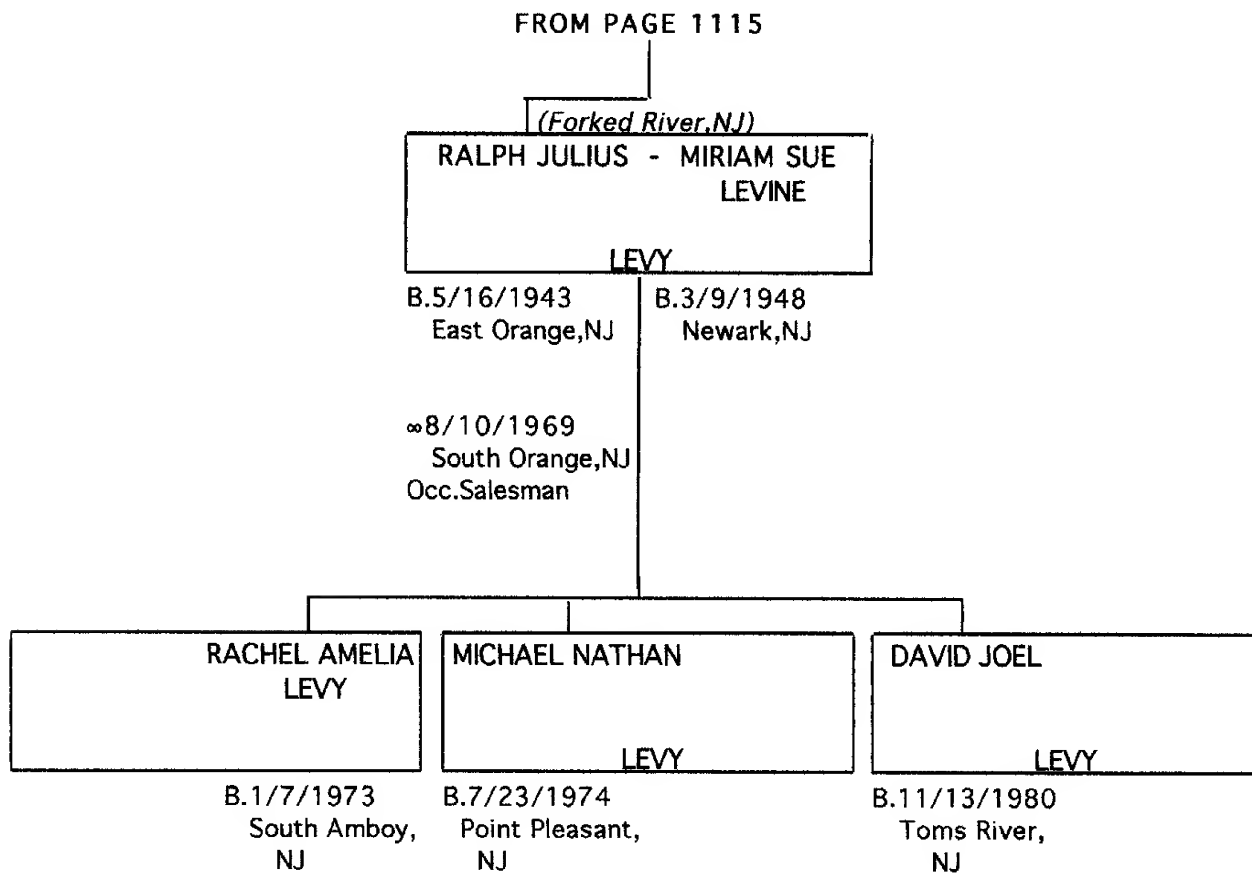 FROM PAGE 1115
(Forked River,NJ)
RALPH JULIUS - MIRIAM SUE
LEVINE
LEVY
B.5/16/1943 B.3/9/1948
East Orange,NJ Newark,NJ
∞8/10/1969
South Orange,NJ
Occ.Salesman
RACHEL AMELIA
LEVY
B.1/7/1973
South Amboy,
NJ
MICHAEL NATHAN
LEVY
B.7/23/1974
Point Pleasant,
NJ
DAVID JOEL
LEVY
B.11/13/1980
Toms River,
NJ